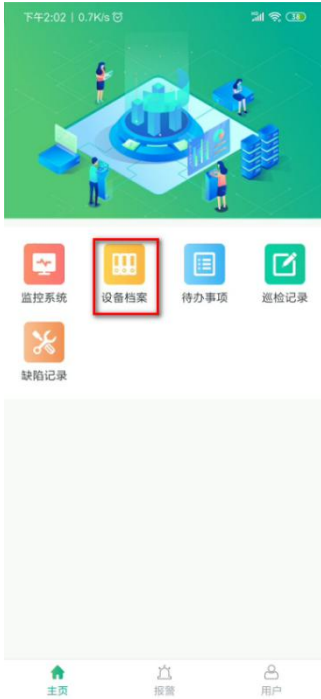 下午2:02 | 0.7K/s
监控系统
设备档案
待办事项
巡检记录
缺陷记录
主页
报警
用户